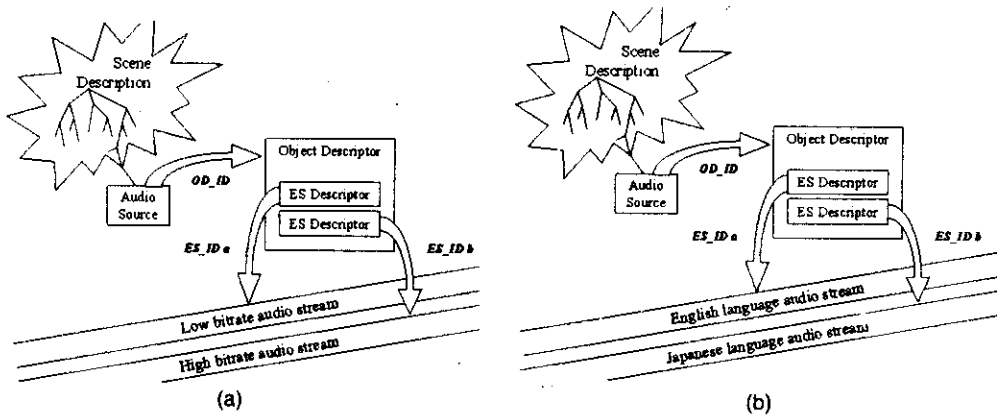 Scene
Description
Object Descriptor
OD_ID
Audio
Source
ES Descriptor
ES Descriptor
ES_ID a
ES_ID b
Low bitrate audio stream
High bitrate audio stream
(a)
Scene
Description
Object Descriptor
OD_ID
Audio
Source
ES Descriptor
ES Descriptor
ES_ID a
ES_ID b
English language audio stream
Japanese language audio stream
(b)